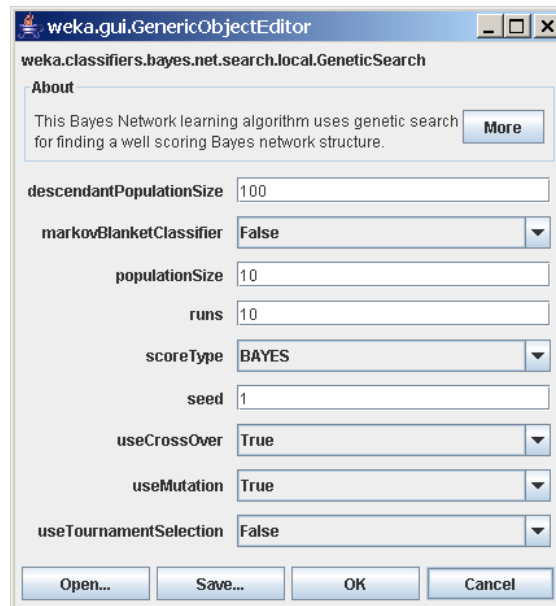 weka.gui.GenericObjectEditor
weka.classifiers.bayes.net.search.local.GeneticSearch
About
This Bayes Network learning algorithm uses genetic search
for finding a well scoring Bayes network structure.
More
descendantPopulationSize 100
markovBlanketClassifier False
populationSize 10
runs 10
scoreType BAYES
seed 1
useCrossOver True
useMutation True
useTournamentSelection False
Open... Save... OK Cancel